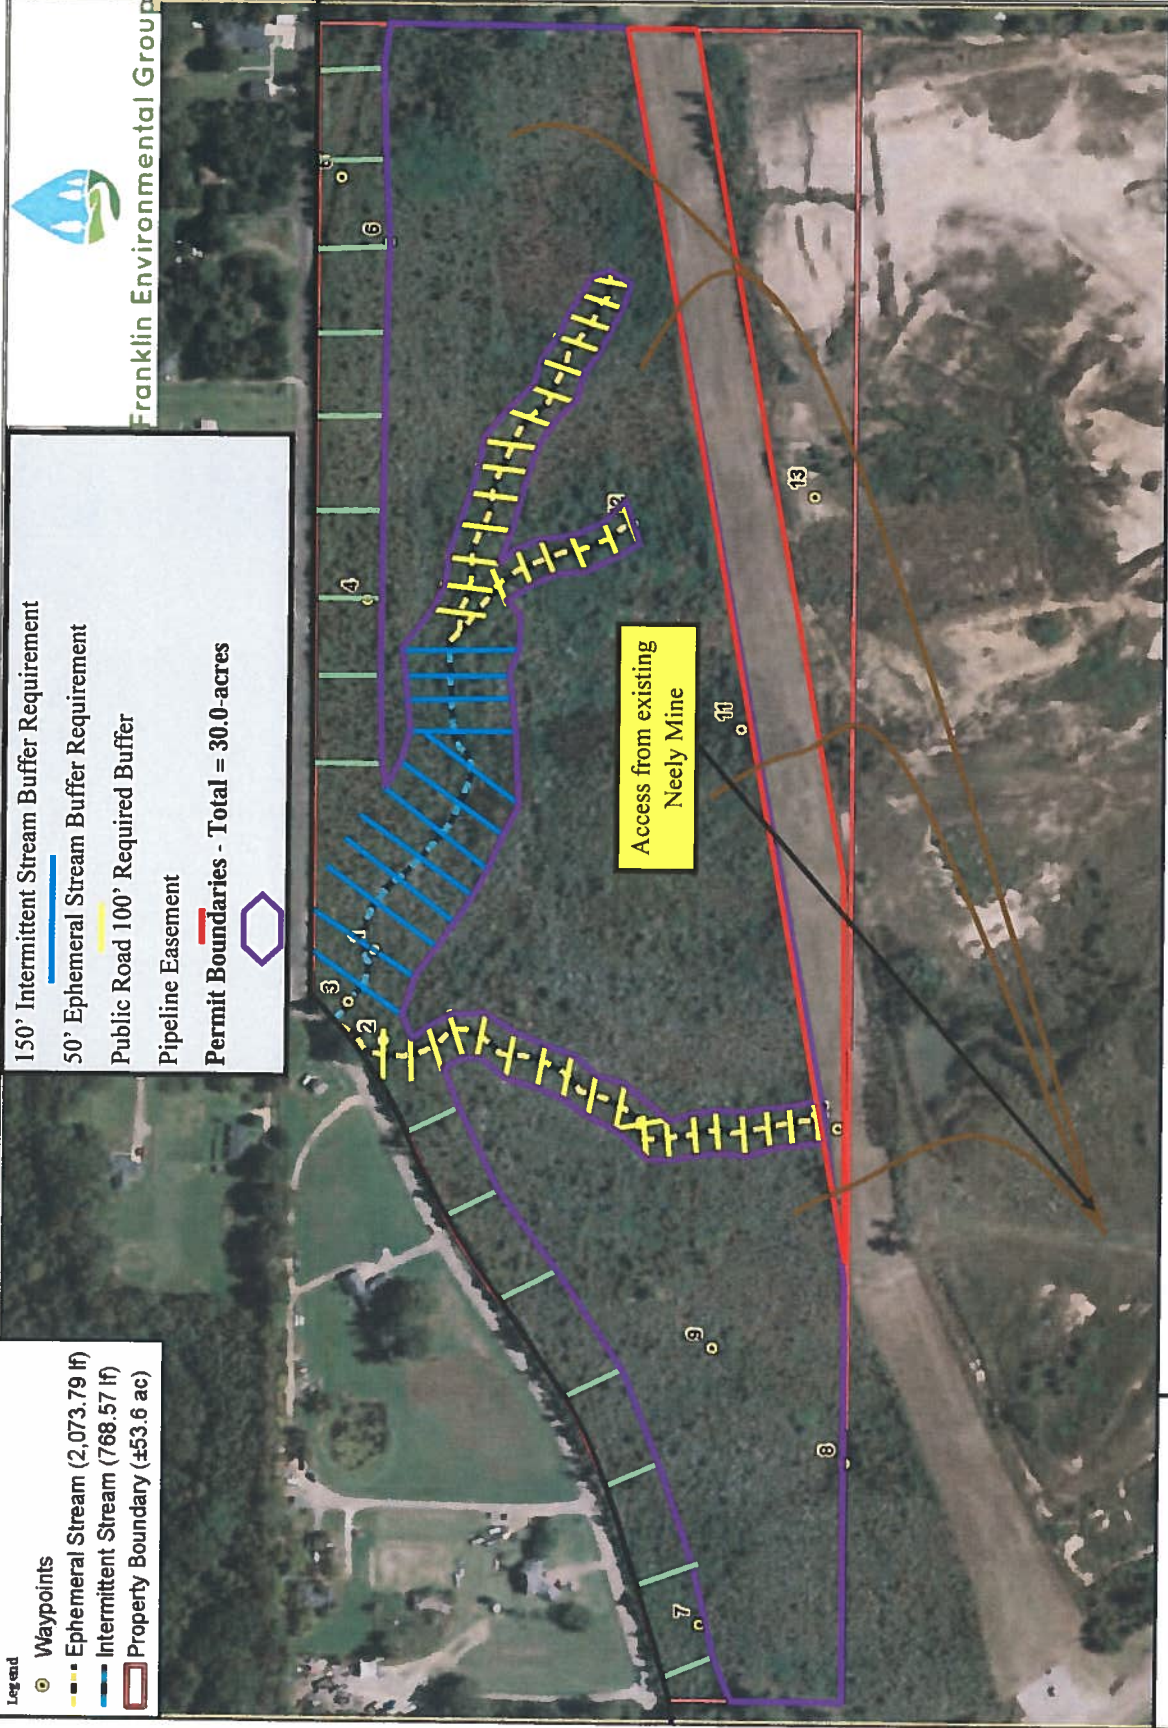 Legend
Waypoints
Ephemeral Stream (2,073.79 lf)
Intermittent Stream (768.57 lf)
Property Boundary (±53.6 ac)
150' Intermittent Stream Buffer Requirement
50' Ephemeral Stream Buffer Requirement
Public Road 100' Required Buffer
Pipeline Easement
Permit Boundaries - Total = 30.0-acres
Franklin Environmental Group
7
9
8
2
3
4
6
11
13
Access from existing
Neely Mine